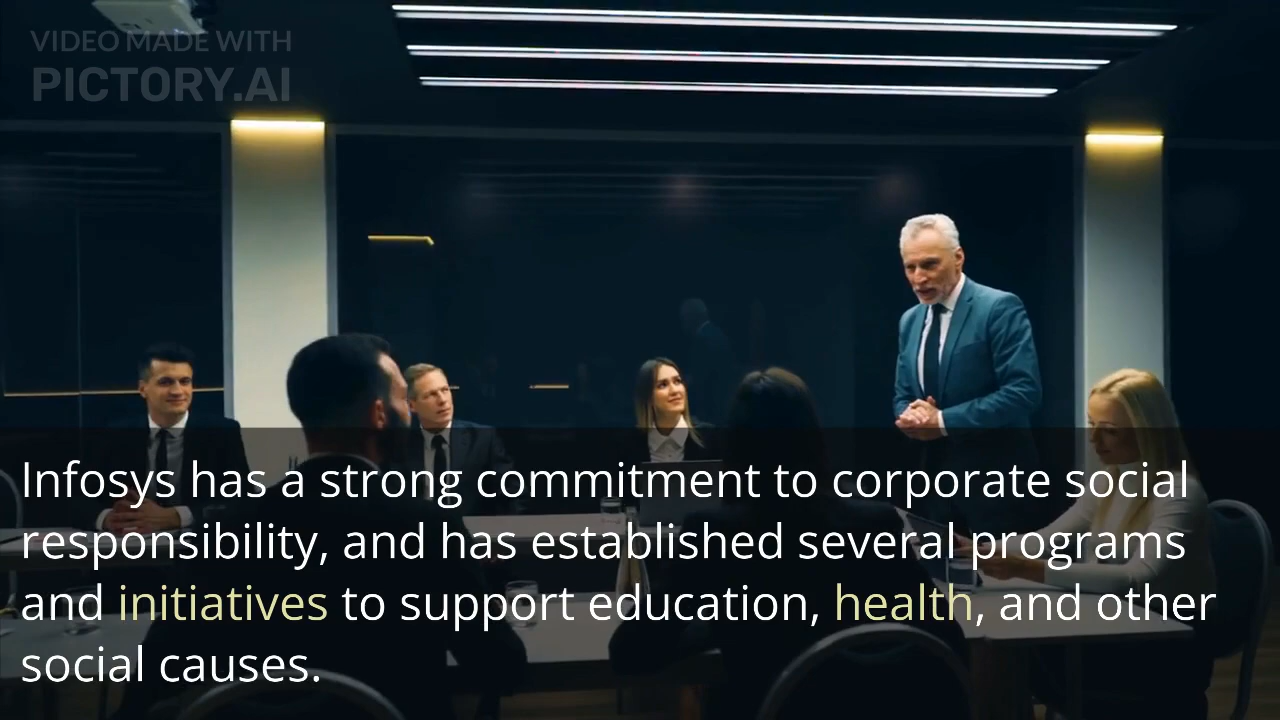 VIDEO MADE WITH
PICTORY.AI
Infosys has a strong commitment to corporate social
responsibility, and has established several programs
and initiatives to support education, health, and other
social causes.